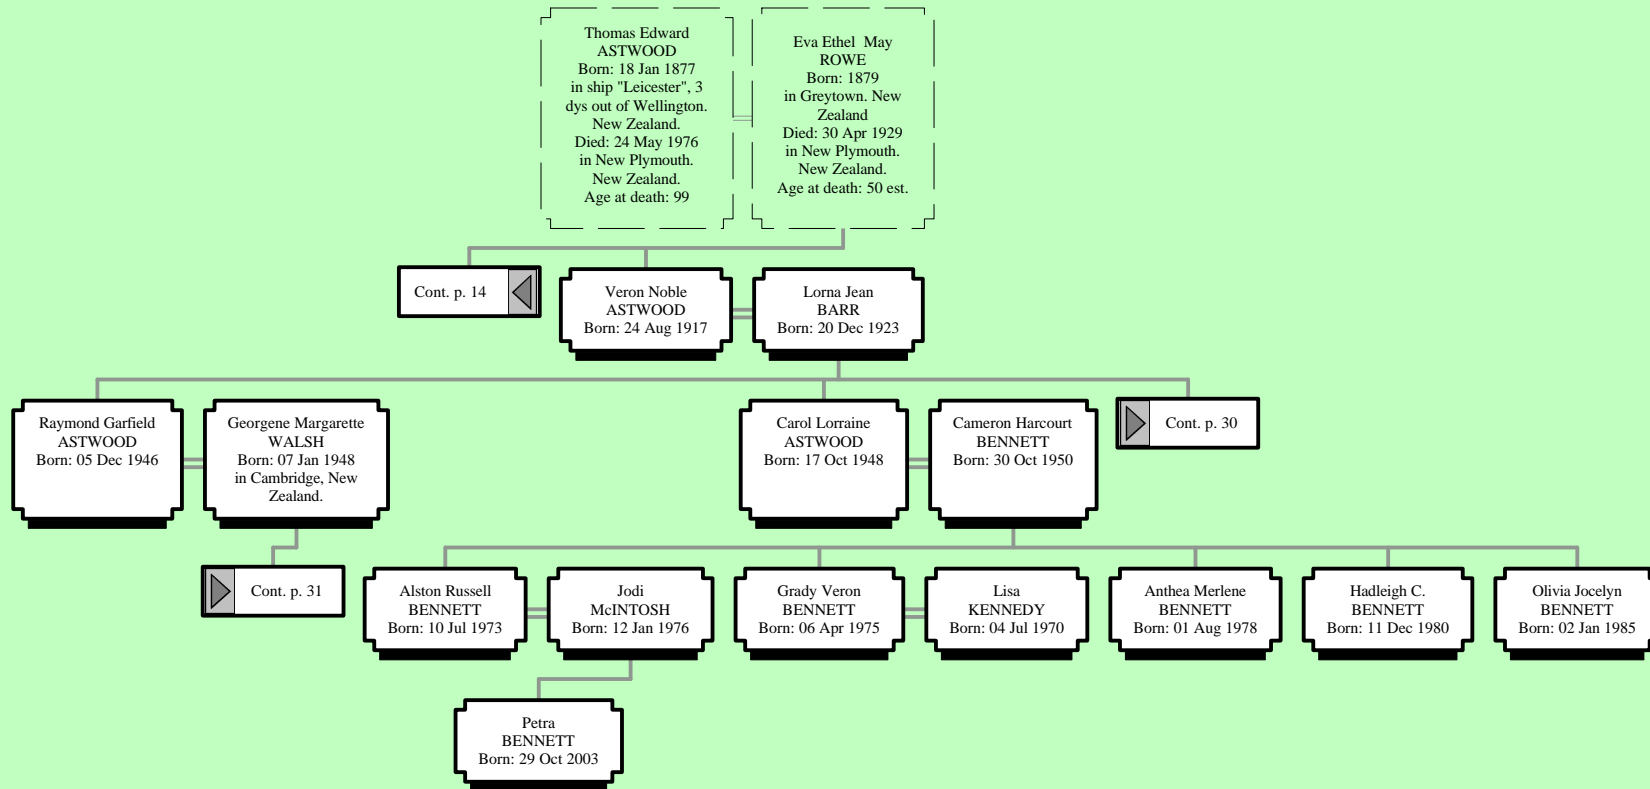 Thomas Edward
ASTWOOD
Born: 18 Jan 1877
in ship "Leicester", 3
dys out of Wellington.
New Zealand.
Died: 24 May 1976
in New Plymouth.
New Zealand.
Age at death: 99
Eva Ethel  May
ROWE
Born: 1879
in Greytown. New
Zealand
Died: 30 Apr 1929
in New Plymouth.
New Zealand.
Age at death: 50 est.
Cont. p. 14
Veron Noble
ASTWOOD
Born: 24 Aug 1917
Lorna Jean
BARR
Born: 20 Dec 1923
Raymond Garfield
ASTWOOD
Born: 05 Dec 1946
Georgene Margarette
WALSH
Born: 07 Jan 1948
in Cambridge, New
Zealand.
Carol Lorraine
ASTWOOD
Born: 17 Oct 1948
Cameron Harcourt
BENNETT
Born: 30 Oct 1950
Cont. p. 30
Cont. p. 31
Alston Russell
BENNETT
Born: 10 Jul 1973
Jodi
McINTOSH
Born: 12 Jan 1976
Grady Veron
BENNETT
Born: 06 Apr 1975
Lisa
KENNEDY
Born: 04 Jul 1970
Anthea Merlene
BENNETT
Born: 01 Aug 1978
Hadleigh C.
BENNETT
Born: 11 Dec 1980
Olivia Jocelyn
BENNETT
Born: 02 Jan 1985
Petra
BENNETT
Born: 29 Oct 2003